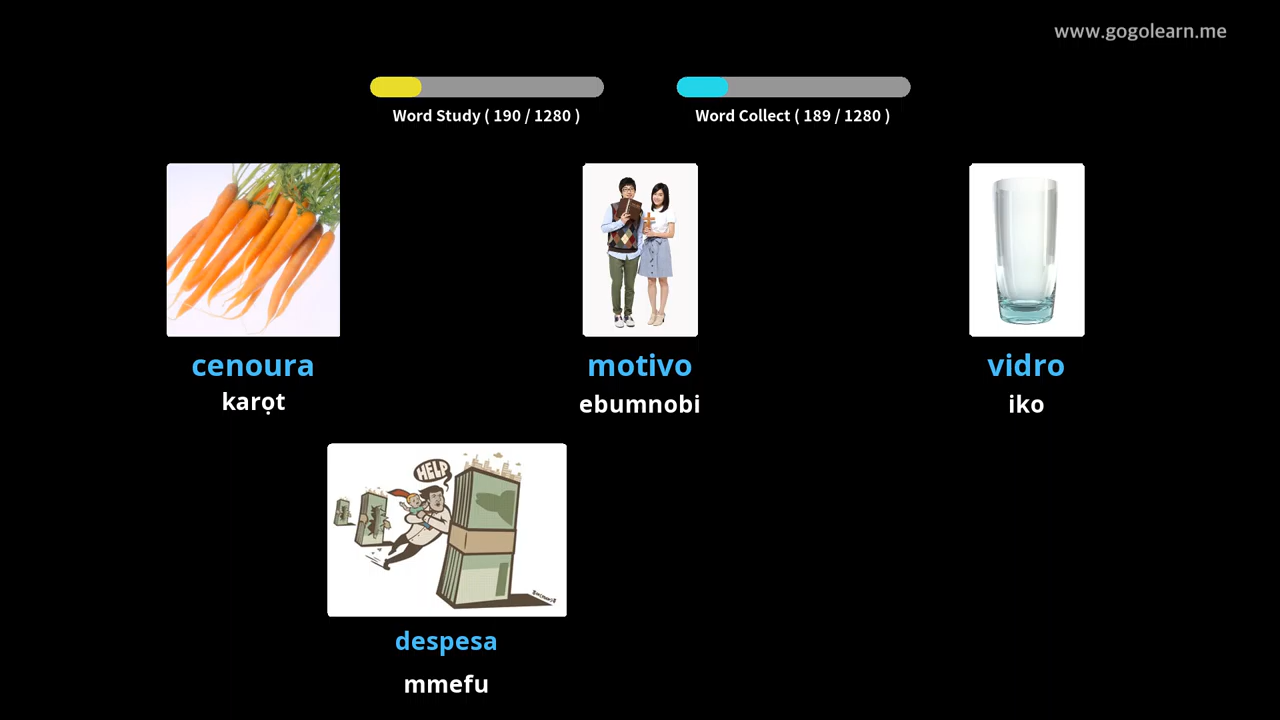 www.gogolearn.me
Word Study ( 190 / 1280 )
Word Collect ( 189 / 1280 )
cenoura
karọt
motivo
ebumnobi
vidro
iko
HELP
despesa
mmefu